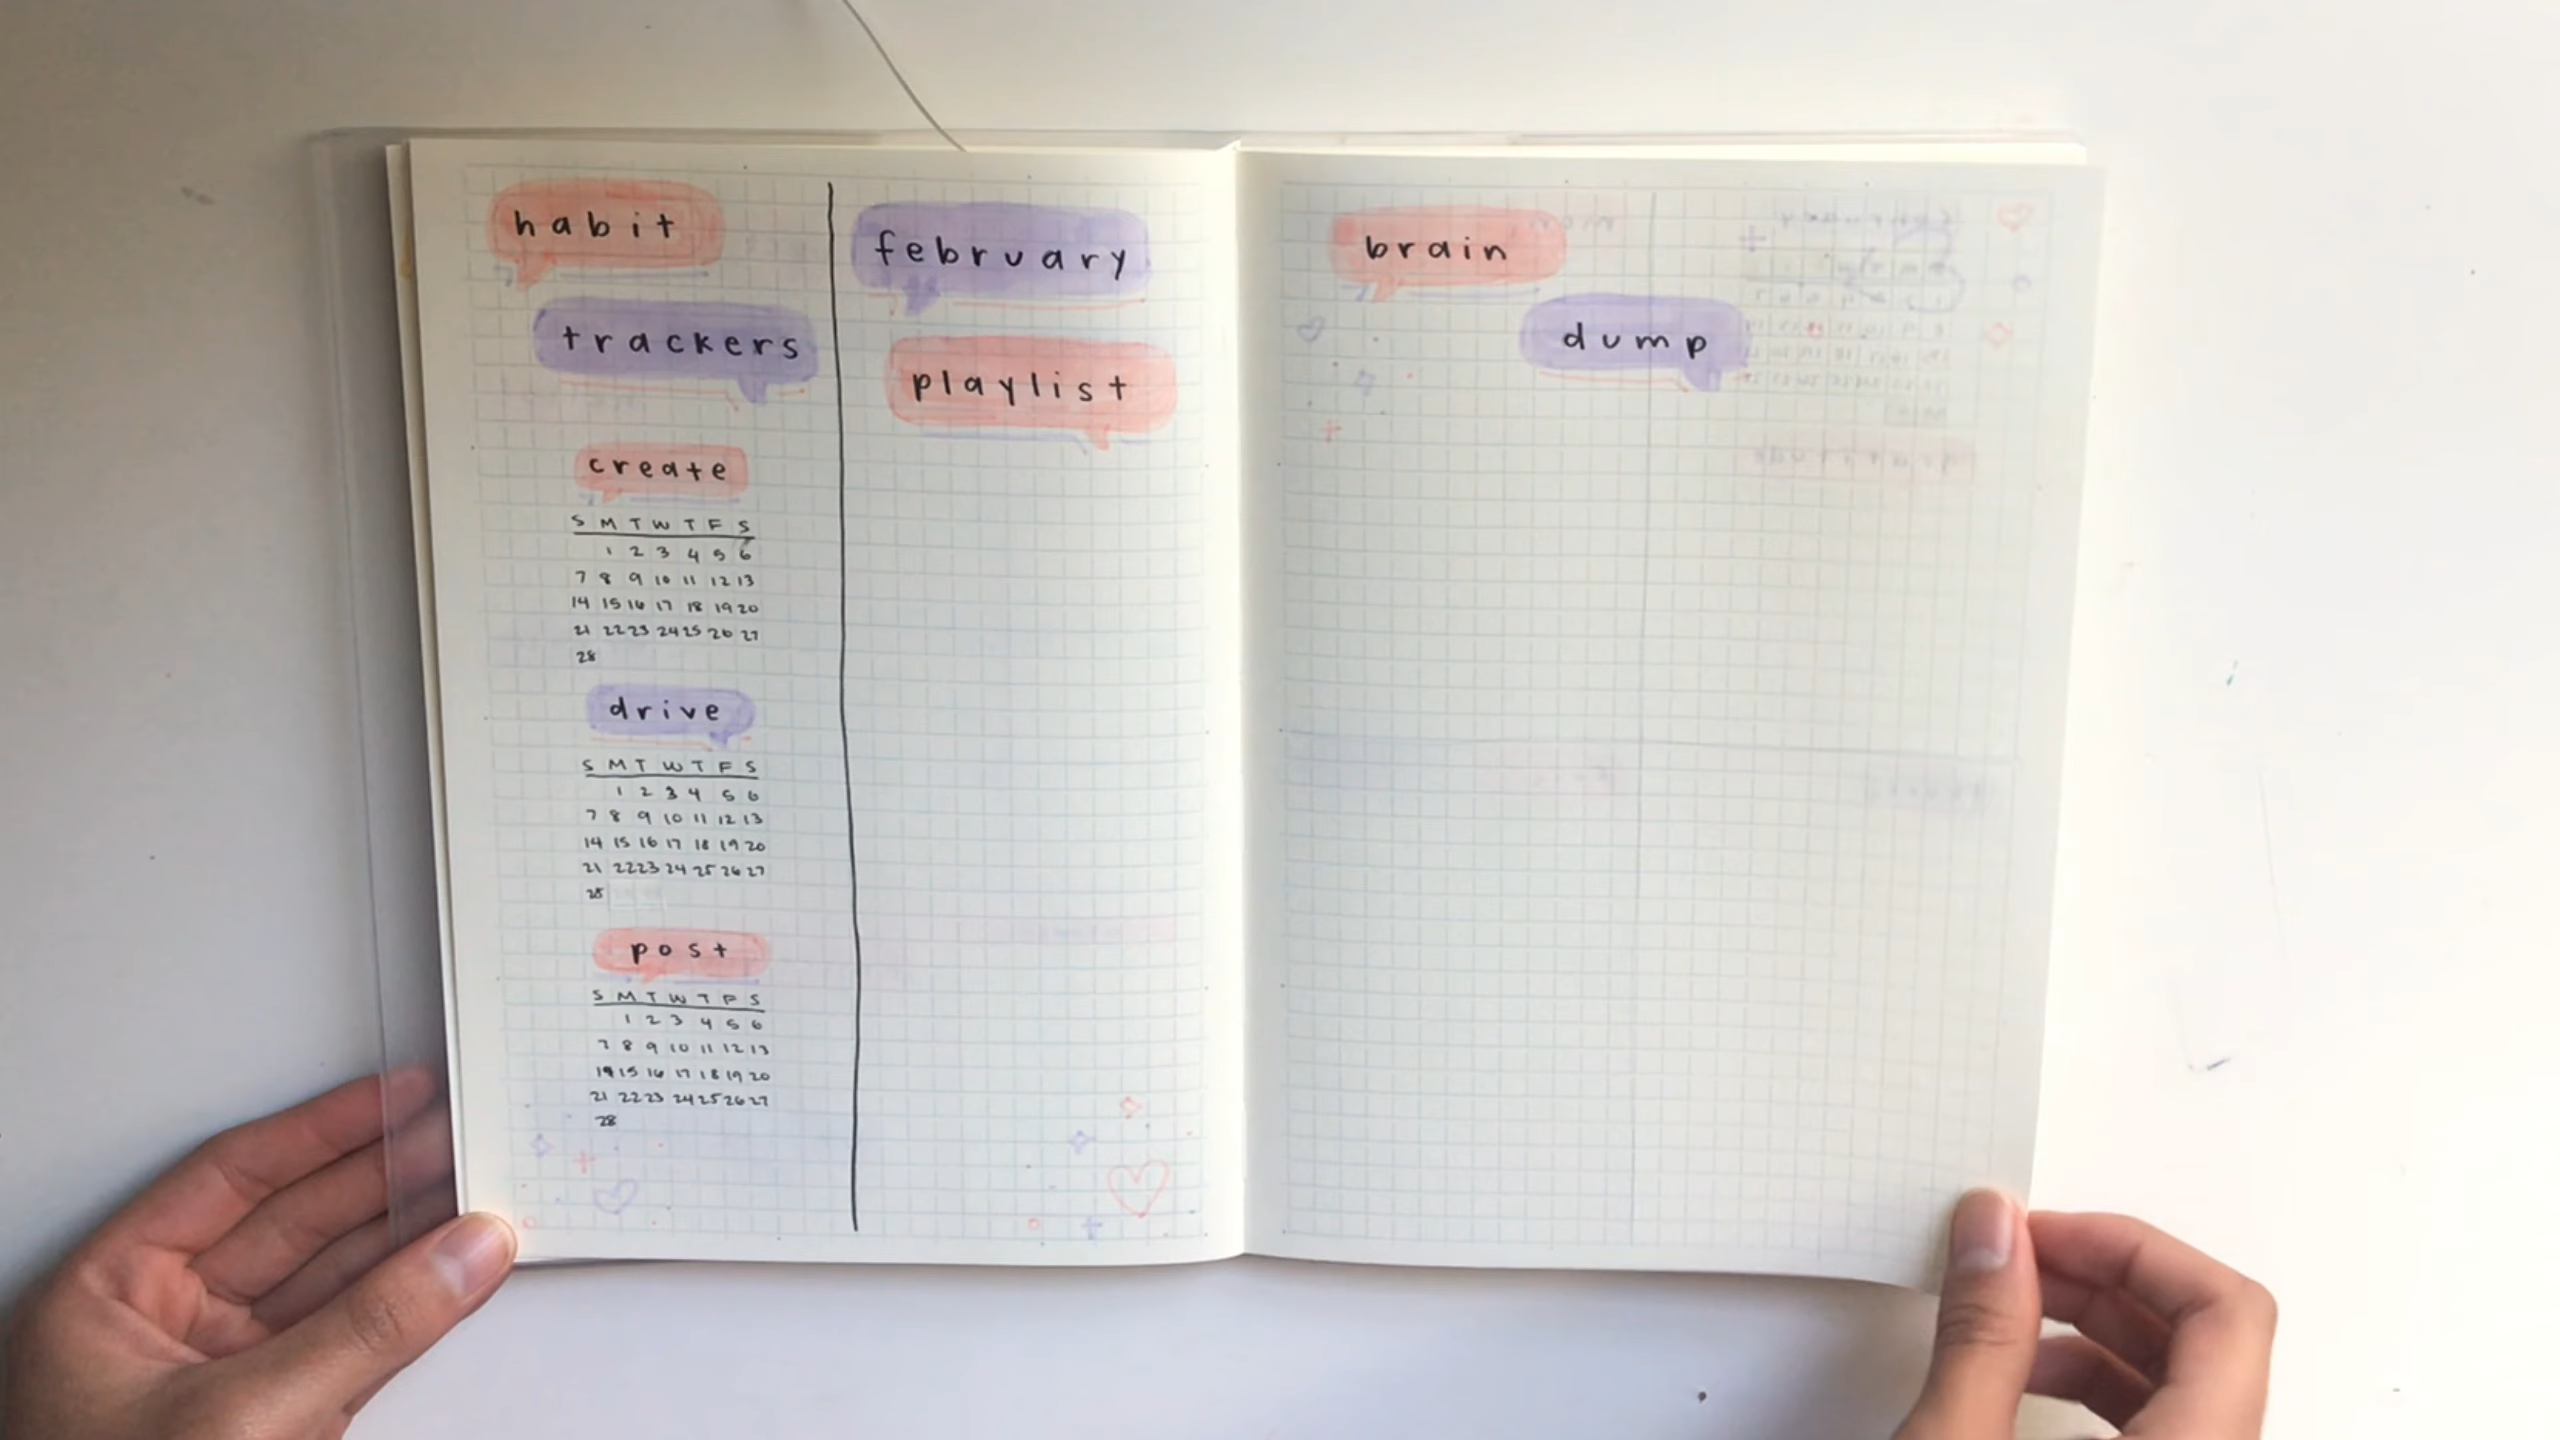 habit
trackers
create
S M T W T F S
1 2 3 4 5 6
7 8 9 10 11 12 13
14 15 16 17 18 19 20
21 22 23 24 25 26 27
28
drive
S M T W T F S
1 2 3 4 5 6
7 8 9 10 11 12 13
14 15 16 17 18 19 20
21 22 23 24 25 26 27
28
post
S M T W T F S
1 2 3 4 5 6
7 8 9 10 11 12 13
14 15 16 17 18 19 20
21 22 23 24 25 26 27
28
february
playlist
brain
dump